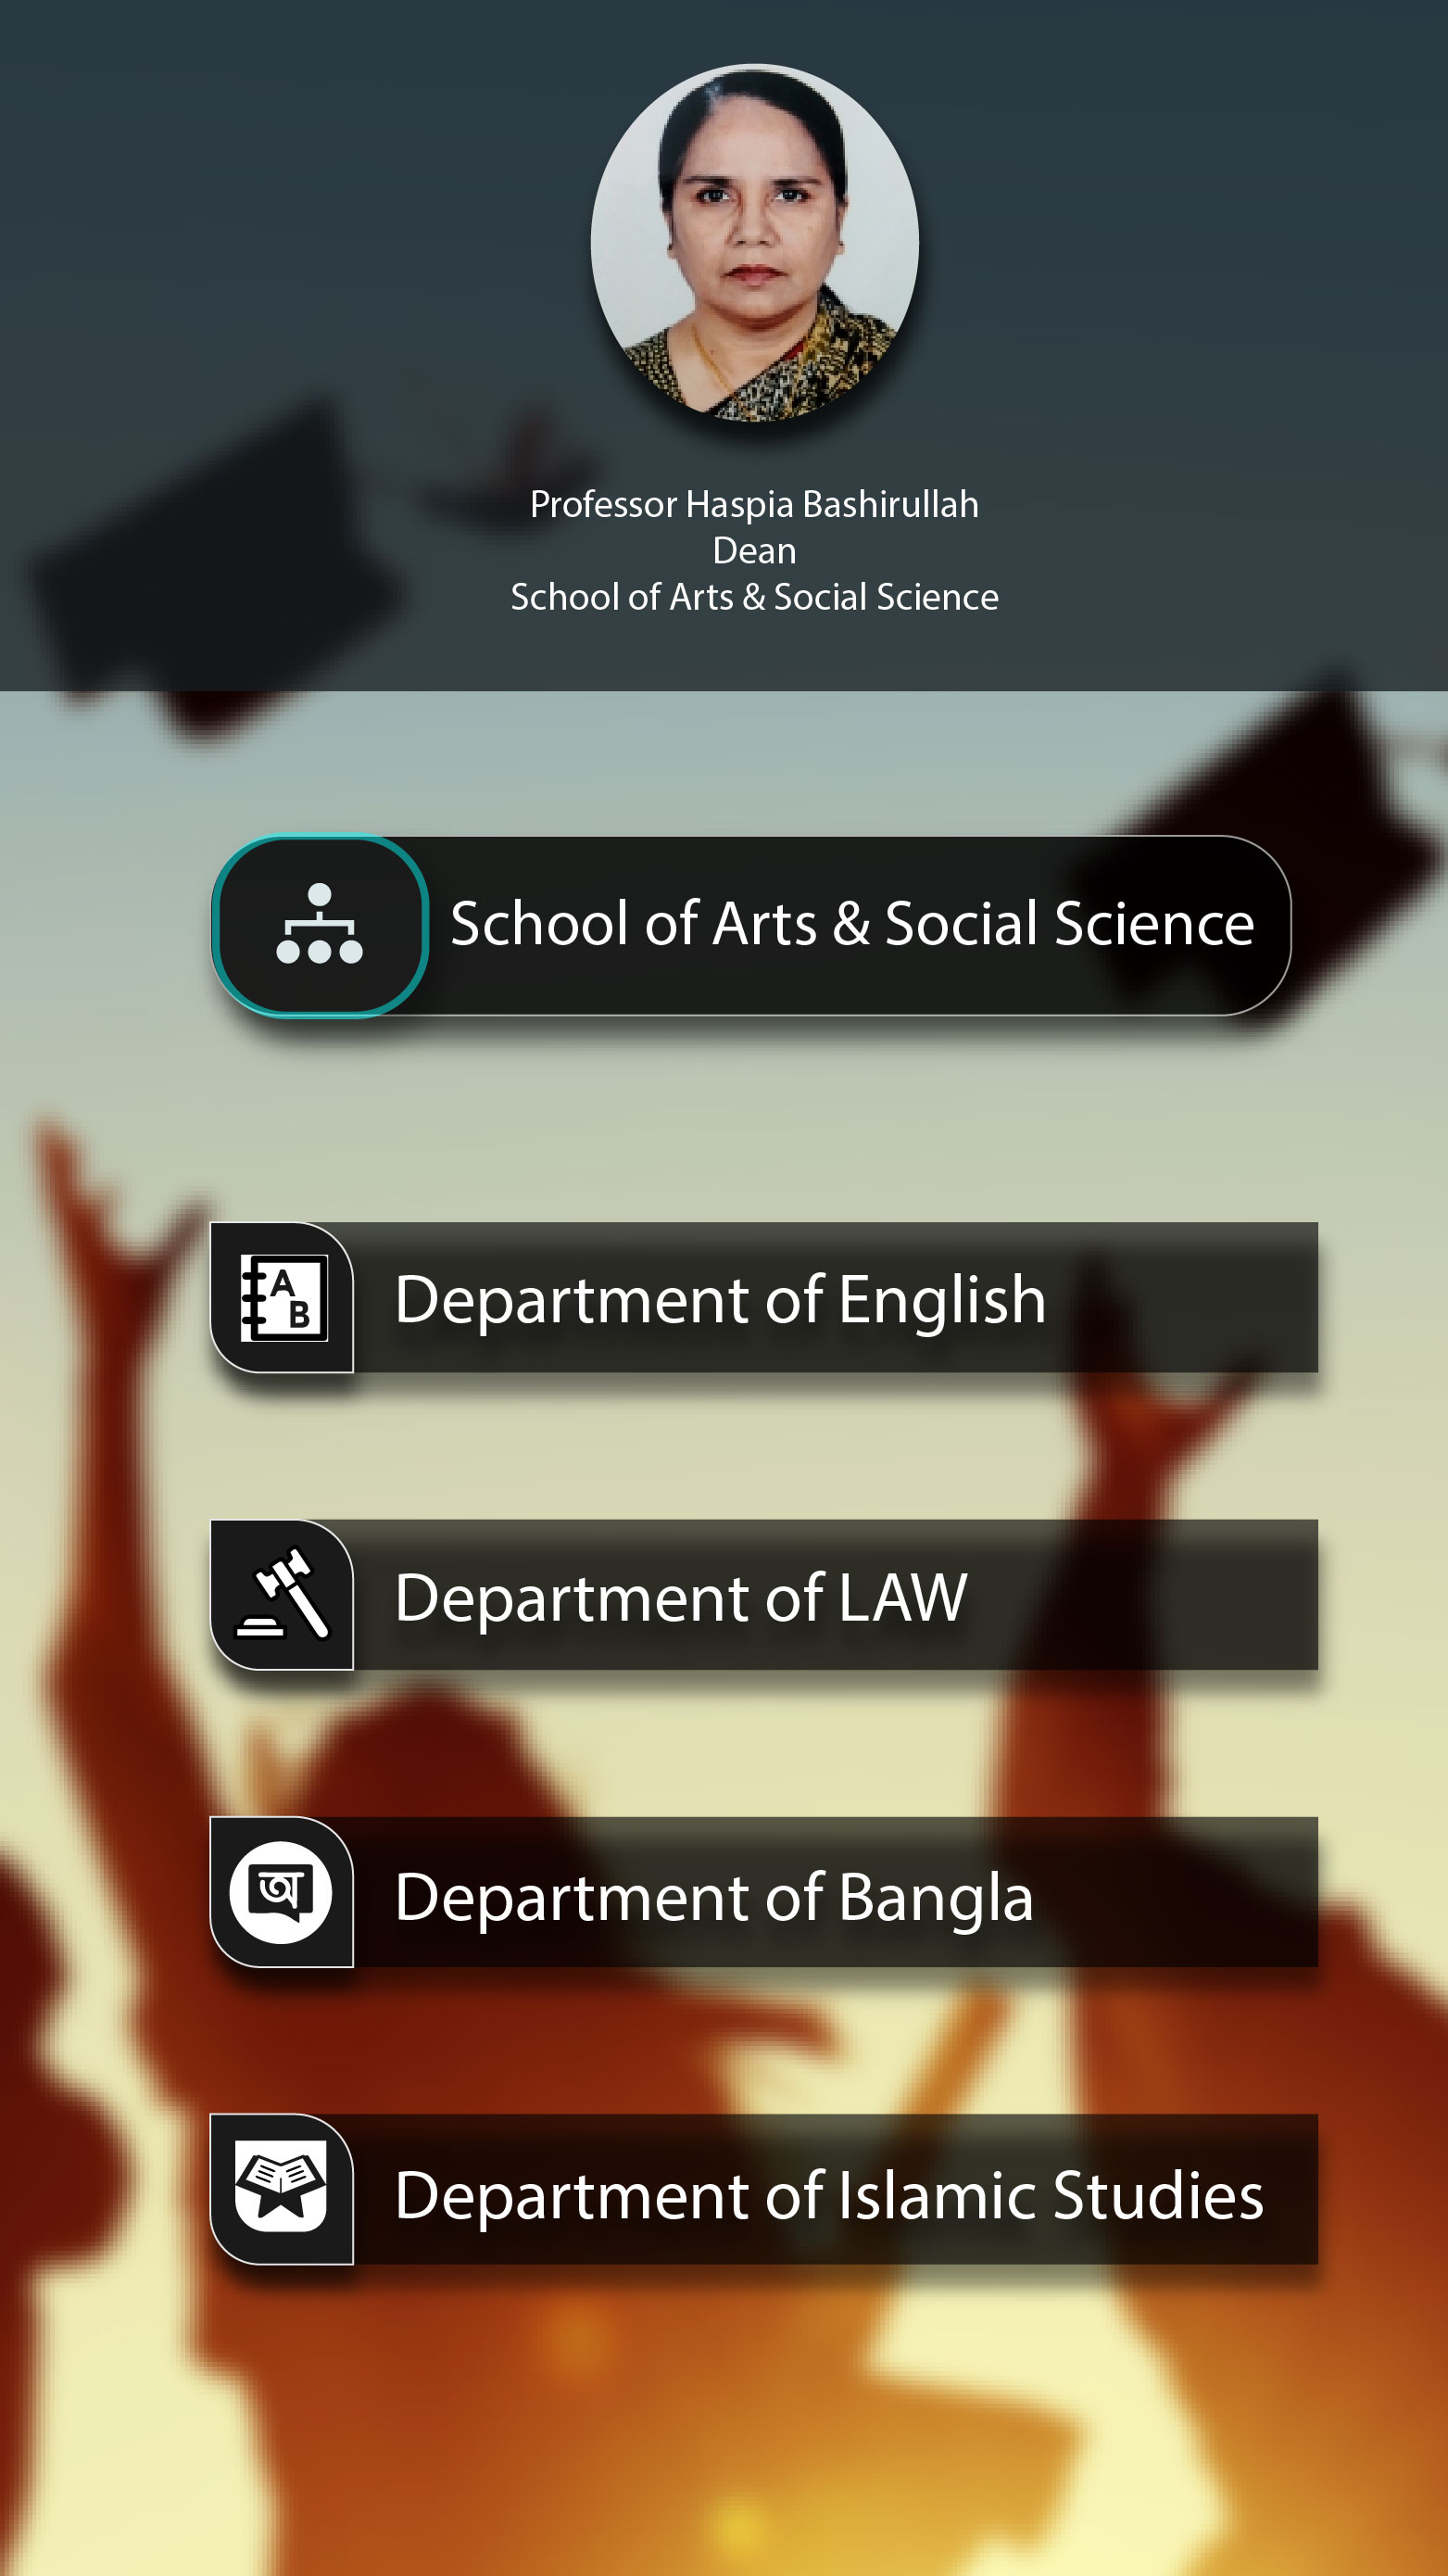 Professor Haspia Bashirullah
Dean
School of Arts & Social Science
School of Arts & Social Science
A
B
Department of English
Department of LAW
অ
Department of Bangla
Department of Islamic Studies